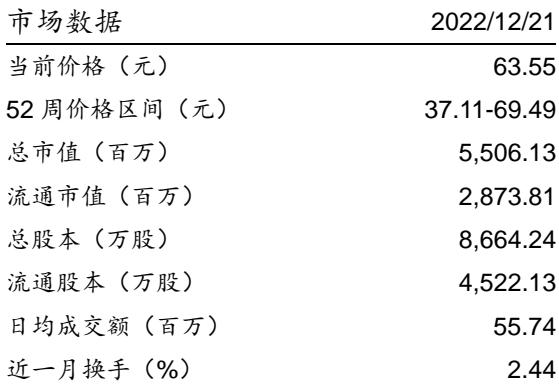 市场数据 2022/12/21
当前价格（元） 63.55
52 周价格区间（元） 37.11-69.49
总市值（百万） 5,506.13
流通市值（百万） 2,873.81
总股本（万股） 8,664.24
流通股本（万股） 4,522.13
日均成交额（百万） 55.74
近一月换手（%） 2.44